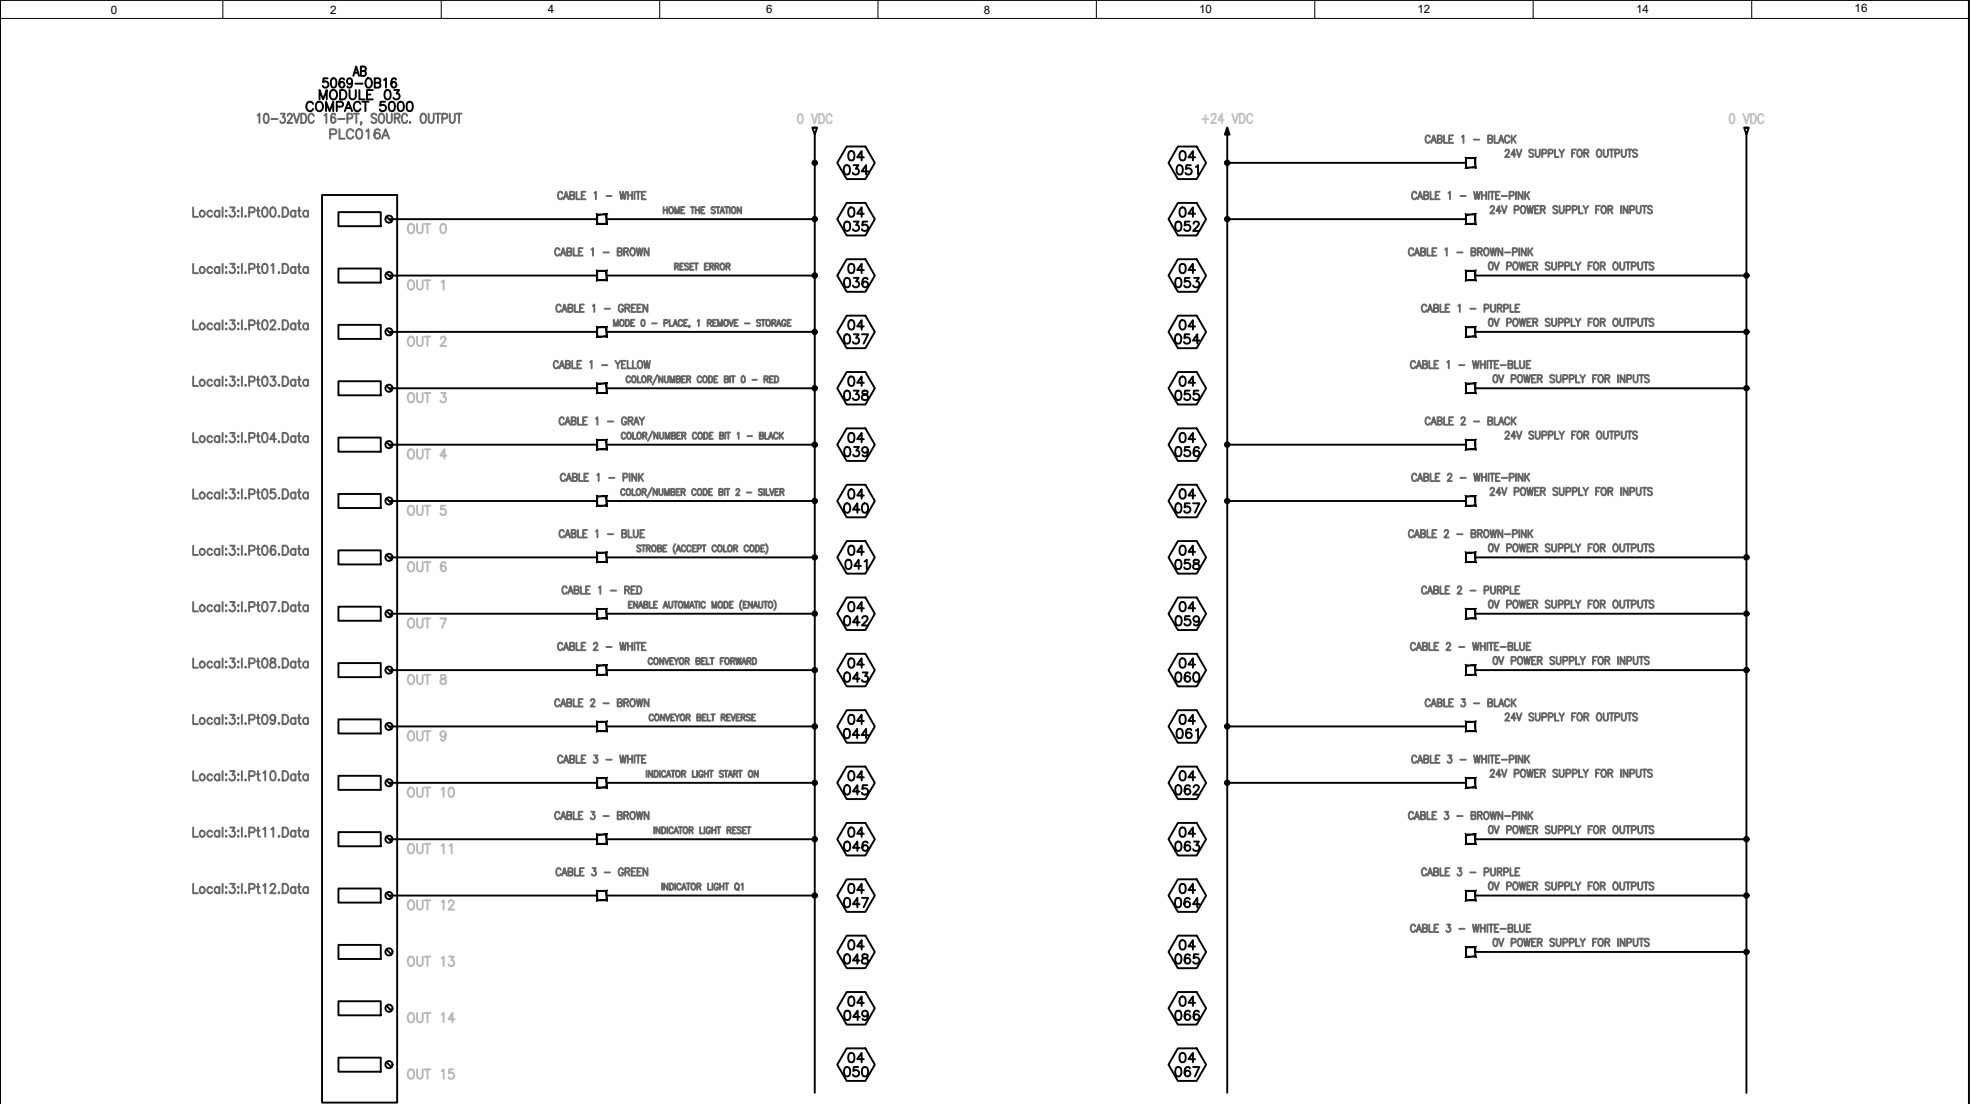 0 2 4 6 8 10 12 14 16
AB
5069-OB16
MODULE 03
COMPACT 5000
10-32VDC 16-PT, SOURC. OUTPUT
PLC016A
0 VDC
+24 VDC
0 VDC
04
034
Local:3:I.Pt00.Data
OUT 0
CABLE 1 - WHITE
HOME THE STATION
04
035
Local:3:I.Pt01.Data
OUT 1
CABLE 1 - BROWN
RESET ERROR
04
036
Local:3:I.Pt02.Data
OUT 2
CABLE 1 - GREEN
MODE 0 - PLACE, 1 REMOVE - STORAGE
04
037
Local:3:I.Pt03.Data
OUT 3
CABLE 1 - YELLOW
COLOR/NUMBER CODE BIT 0 - RED
04
038
Local:3:I.Pt04.Data
OUT 4
CABLE 1 - GRAY
COLOR/NUMBER CODE BIT 1 - BLACK
04
039
Local:3:I.Pt05.Data
OUT 5
CABLE 1 - PINK
COLOR/NUMBER CODE BIT 2 - SILVER
04
040
Local:3:I.Pt06.Data
OUT 6
CABLE 1 - BLUE
STROBE (ACCEPT COLOR CODE)
04
041
Local:3:I.Pt07.Data
OUT 7
CABLE 1 - RED
ENABLE AUTOMATIC MODE (ENAUTO)
04
042
Local:3:I.Pt08.Data
OUT 8
CABLE 2 - WHITE
CONVEYOR BELT FORWARD
04
043
Local:3:I.Pt09.Data
OUT 9
CABLE 2 - BROWN
CONVEYOR BELT REVERSE
04
044
Local:3:I.Pt10.Data
OUT 10
CABLE 3 - WHITE
INDICATOR LIGHT START ON
04
045
Local:3:I.Pt11.Data
OUT 11
CABLE 3 - BROWN
INDICATOR LIGHT RESET
04
046
Local:3:I.Pt12.Data
OUT 12
CABLE 3 - GREEN
INDICATOR LIGHT Q1
04
047
OUT 13
04
048
OUT 14
04
049
OUT 15
04
050
04
051
CABLE 1 - BLACK
24V SUPPLY FOR OUTPUTS
04
052
CABLE 1 - WHITE-PINK
24V POWER SUPPLY FOR INPUTS
04
053
CABLE 1 - BROWN-PINK
0V POWER SUPPLY FOR OUTPUTS
04
054
CABLE 1 - PURPLE
0V POWER SUPPLY FOR OUTPUTS
04
055
CABLE 1 - WHITE-BLUE
0V POWER SUPPLY FOR INPUTS
04
056
CABLE 2 - BLACK
24V SUPPLY FOR OUTPUTS
04
057
CABLE 2 - WHITE-PINK
24V POWER SUPPLY FOR INPUTS
04
058
CABLE 2 - BROWN-PINK
0V POWER SUPPLY FOR OUTPUTS
04
059
CABLE 2 - PURPLE
0V POWER SUPPLY FOR OUTPUTS
04
060
CABLE 2 - WHITE-BLUE
0V POWER SUPPLY FOR INPUTS
04
061
CABLE 3 - BLACK
24V SUPPLY FOR OUTPUTS
04
062
CABLE 3 - WHITE-PINK
24V POWER SUPPLY FOR INPUTS
04
063
CABLE 3 - BROWN-PINK
0V POWER SUPPLY FOR OUTPUTS
04
064
CABLE 3 - PURPLE
0V POWER SUPPLY FOR OUTPUTS
04
065
CABLE 3 - WHITE-BLUE
0V POWER SUPPLY FOR INPUTS
04
066
04
067